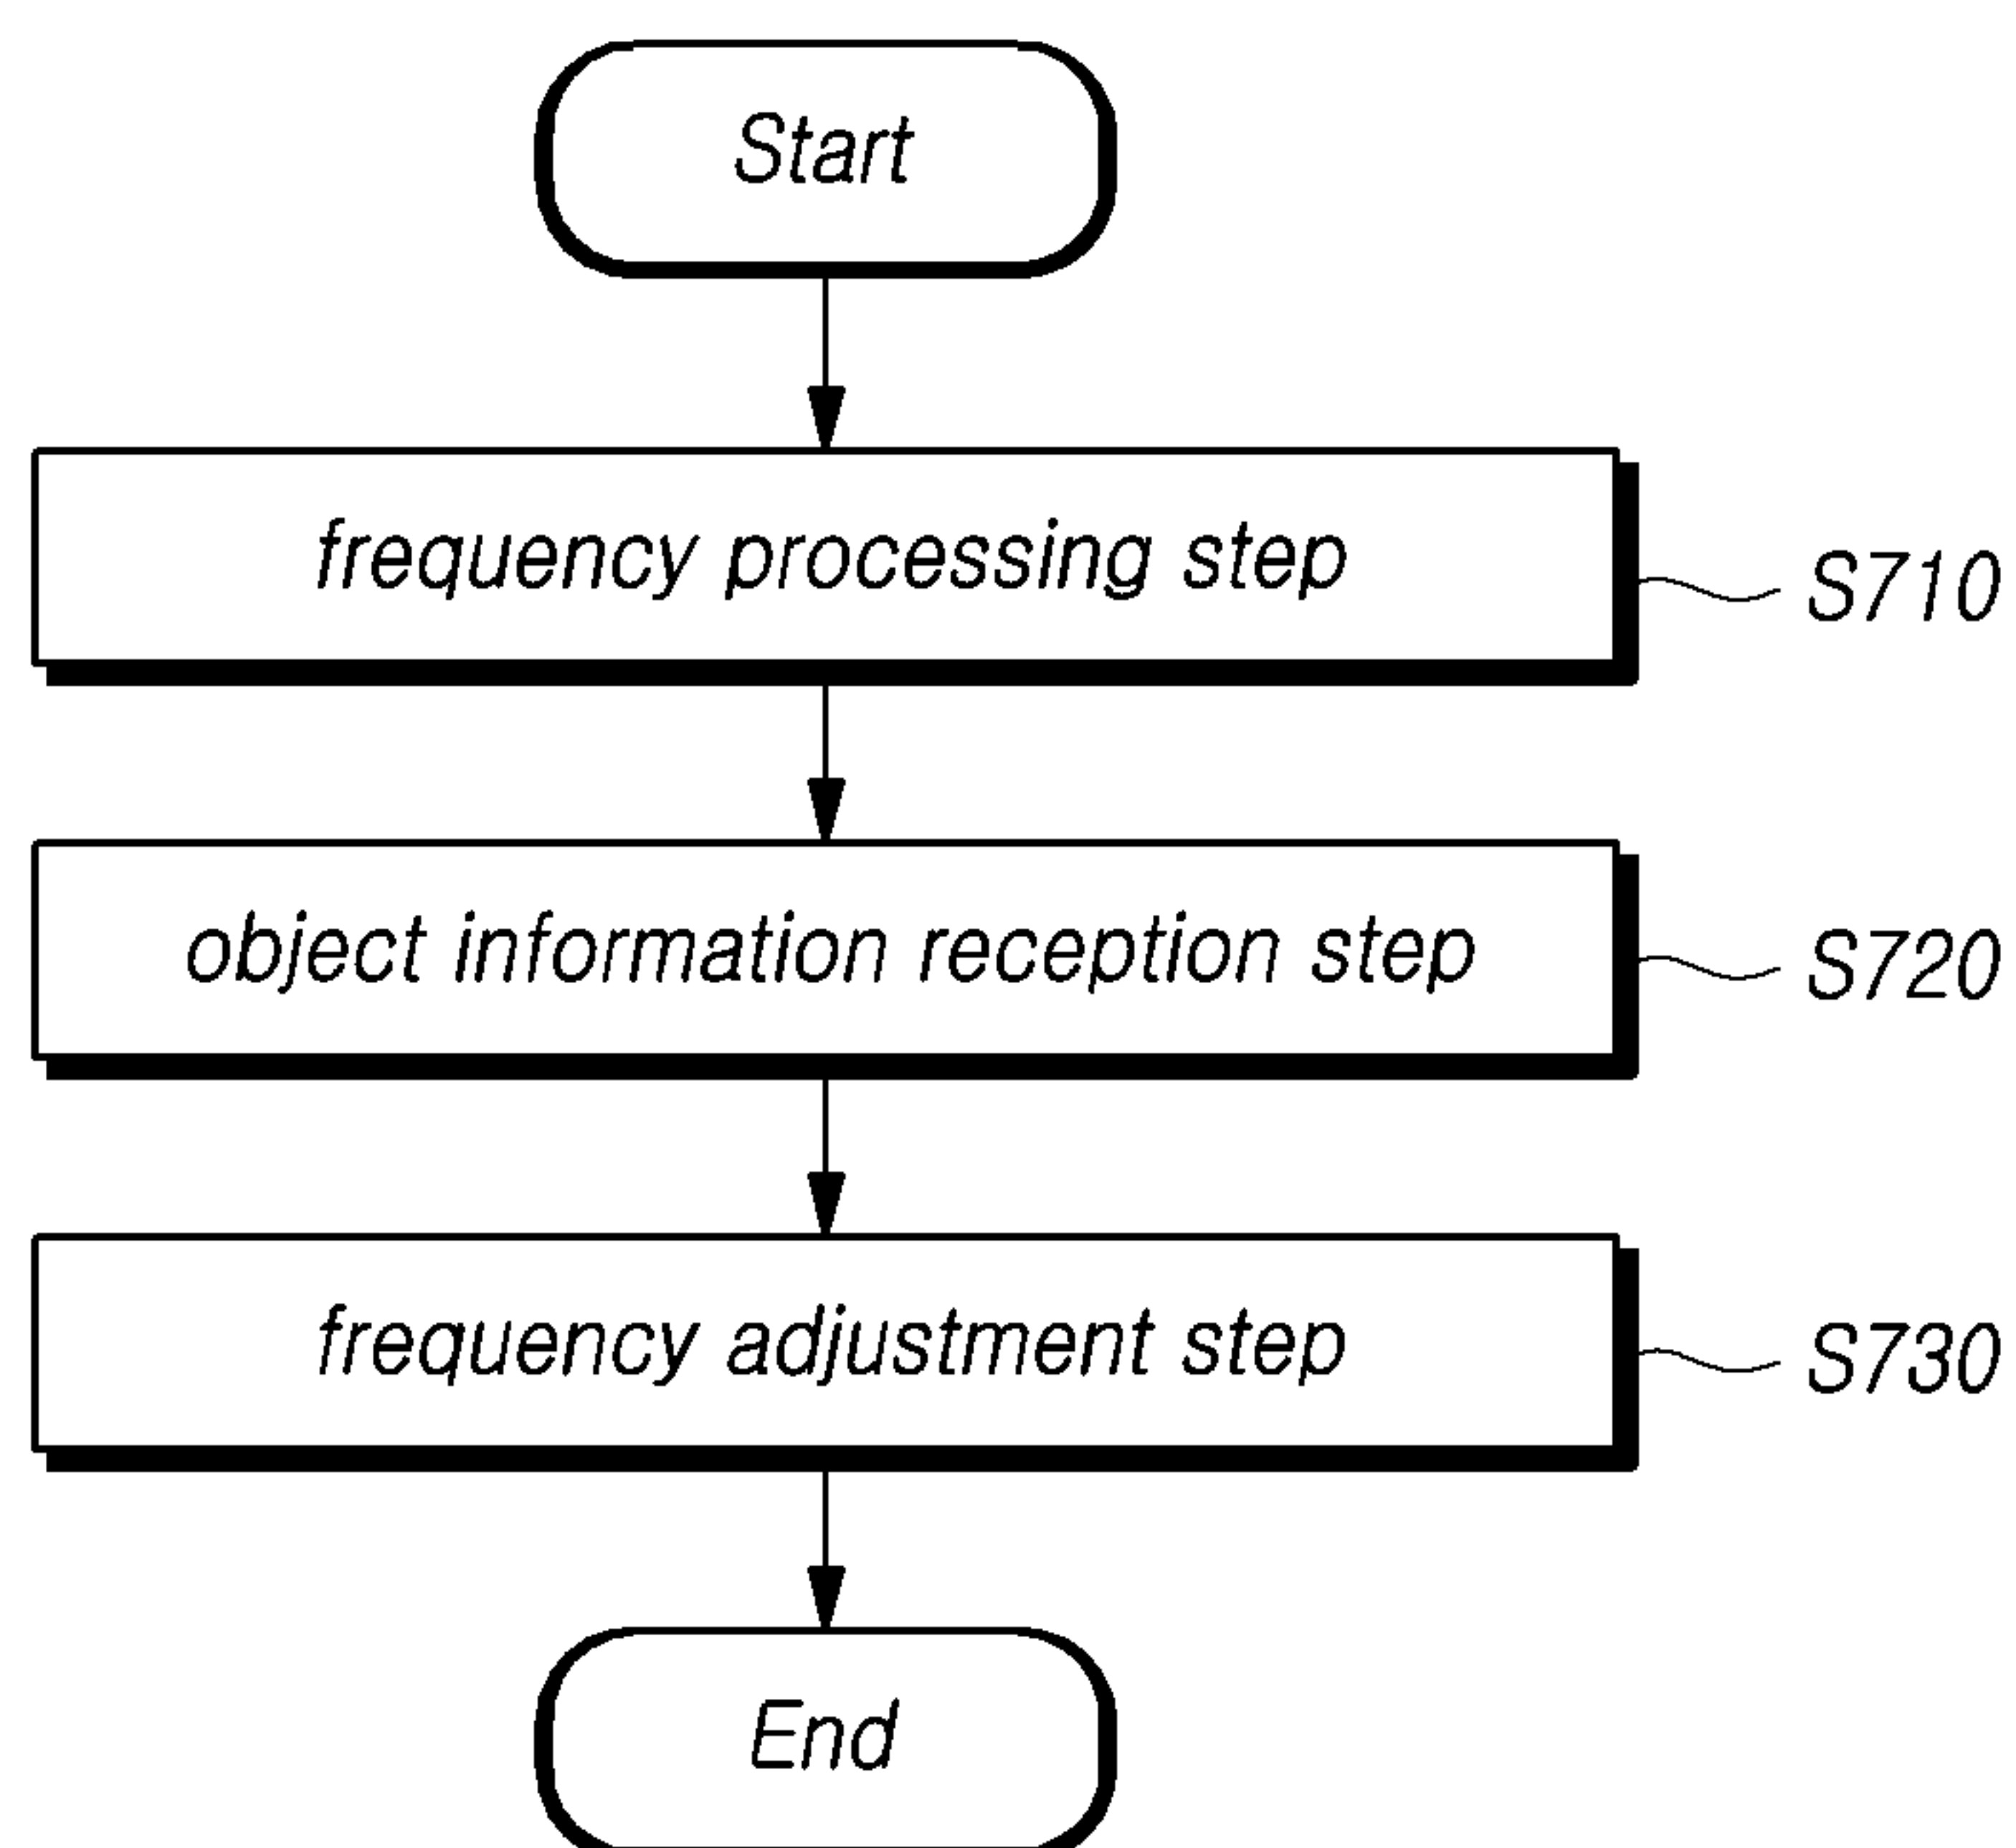 Start
frequency processing step
S710
object information reception step
S720
frequency adjustment step
S730
End